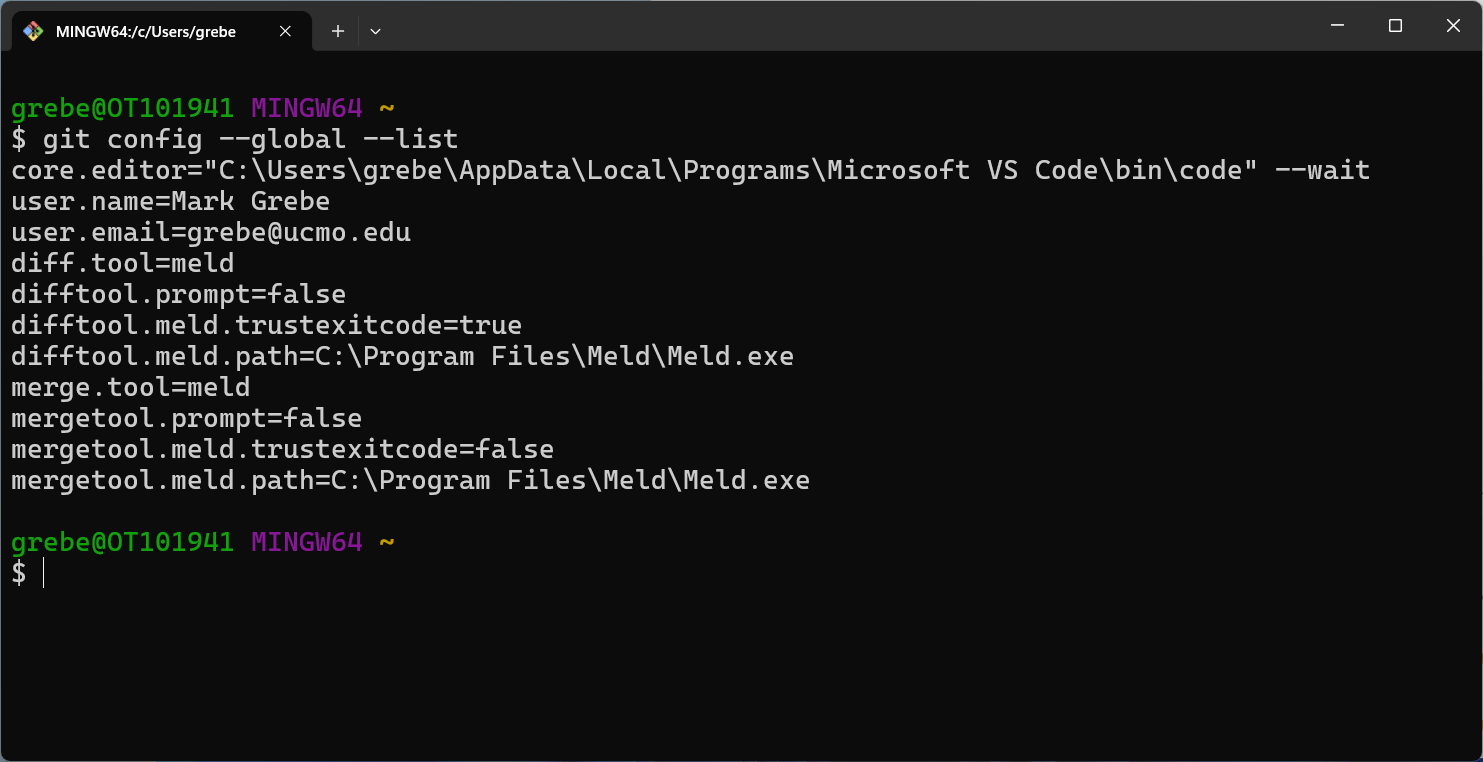 MINGW64:/c/Users/grebe
grebe@OT101941 MINGW64 ~
$ git config --global --list
core.editor="C:\Users\grebe\AppData\Local\Programs\Microsoft VS Code\bin\code" --wait
user.name=Mark Grebe
user.email=grebe@ucmo.edu
diff.tool=meld
difftool.prompt=false
difftool.meld.trustexitcode=true
difftool.meld.path=C:\Program Files\Meld\Meld.exe
merge.tool=meld
mergetool.prompt=false
mergetool.meld.trustexitcode=false
mergetool.meld.path=C:\Program Files\Meld\Meld.exe
grebe@OT101941 MINGW64 ~
$